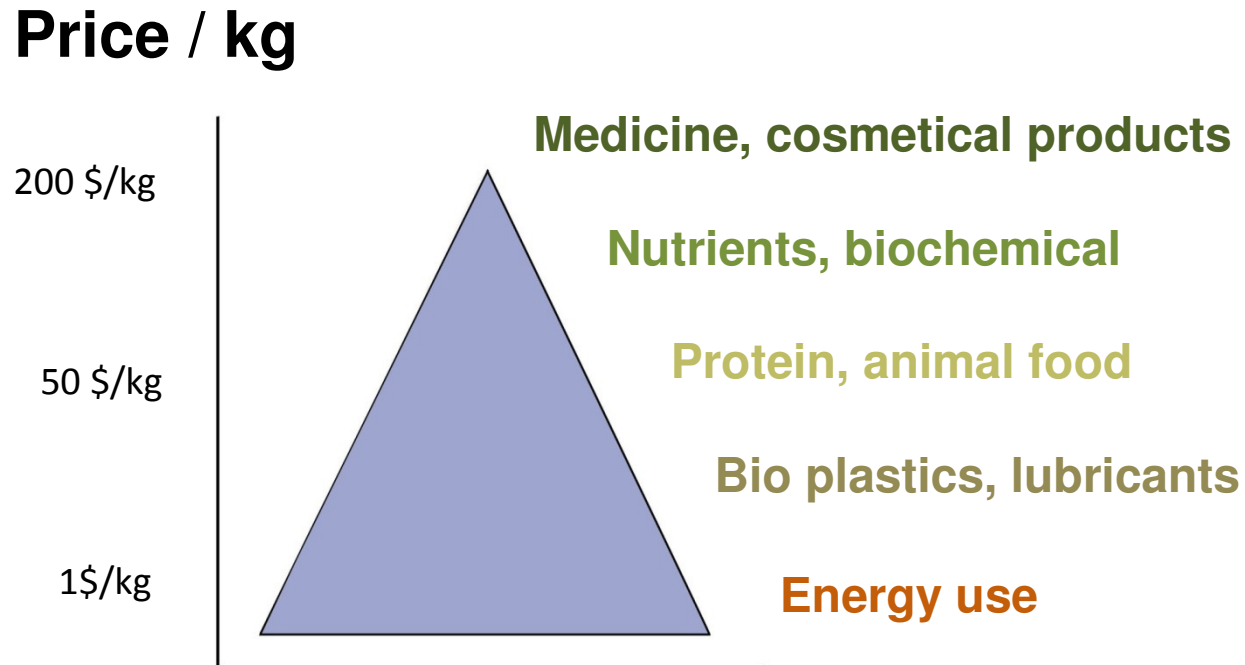 Price / kg
Medicine, cosmetical products
200 $/kg
Nutrients, biochemical
Protein, animal food
50 $/kg
Bio plastics, lubricants
1$/kg
Energy use